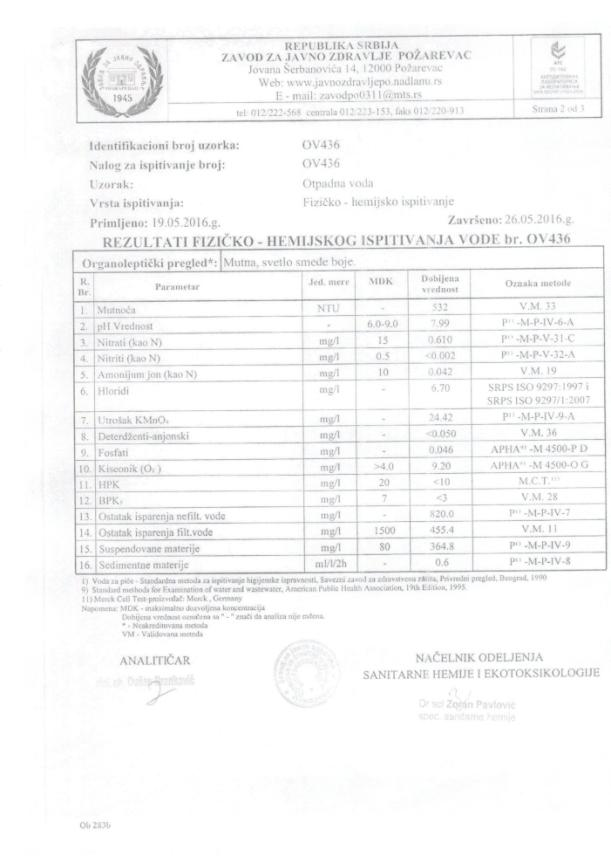 REPUBLIKA SRBIJA
ZAVOD ZA JAVNO ZDRAVLJE POŽAREVAC
Jovana Šerbanovića 14, 12000 Požarevac
Web: www.javnozdravljepo.nadlanu.rs
E - mail: zavodpo0311@mts.rs
tel: 012/222-568 centrala 012/223-153, faks 012/220-913
1945
ATC
Strana 2 od 3
Identifikacioni broj uzorka: OV436
Nalog za ispitivanje broj: OV436
Uzorak: Otpadna voda
Vrsta ispitivanja: Fizičko - hemijsko ispitivanje
Primljeno: 19.05.2016.g. Završeno: 26.05.2016.g.
REZULTATI FIZIČKO - HEMIJSKOG ISPITIVANJA VODE br. OV436
Organoleptički pregled*: Mutna, svetlo smeđe boje.
R. Br. Parametar Jed. mere MDK Dobijena vrednost Oznaka metode
1. Mutnoća NTU - 532 V.M. 33
2. pH Vrednost - 6.0-9.0 7.99 P¹⁾ -M-P-IV-6-A
3. Nitrati (kao N) mg/l 15 0.610 P¹⁾ -M-P-V-31-C
4. Nitriti (kao N) mg/l 0.5 <0.002 P¹⁾ -M-P-V-32-A
5. Amonijum jon (kao N) mg/l 10 0.042 V.M. 19
6. Hloridi mg/l - 6.70 SRPS ISO 9297:1997 i
SRPS ISO 9297/1:2007
7. Utrošak KMnO₄ mg/l - 24.42 P¹⁾ -M-P-IV-9-A
8. Deterdženti-anjonski mg/l - <0.050 V.M. 36
9. Fosfati mg/l - 0.046 APHA⁹⁾ -M 4500-P D
10. Kiseonik (O₂) mg/l >4.0 9.20 APHA⁹⁾ -M 4500-O G
11. HPK mg/l 20 <10 M.C.T.¹¹⁾
12. BPK₅ mg/l 7 <3 V.M. 28
13. Ostatak isparenja nefilt. vode mg/l - 820.0 P¹⁾ -M-P-IV-7
14. Ostatak isparenja filt.vode mg/l 1500 455.4 V.M. 11
15. Suspendovane materije mg/l 80 364.8 P¹⁾ -M-P-IV-9
16. Sedimentne materije ml/l/2h - 0.6 P¹⁾ -M-P-IV-8
1) Voda za piće - Standardna metoda za ispitivanje higijenske ispravnosti, Savezni zavod za zdravstvenu zaštitu, Privredni pregled, Beograd, 1990
9) Standard methods for Examination of water and wastewater, American Public Health Association, 19th Edition, 1995.
11) Merck Cell Test-proizvođač: Merck, Germany
Napomena: MDK - maksimalno dozvoljena koncentracija
Dobijena vrednost označena sa " - " znači da analiza nije rađena.
* - Neakreditovana metoda
VM - Validovana metoda
ANALITIČAR
NAČELNIK ODELJENJA
SANITARNE HEMIJE I EKOTOKSIKOLOGIJE
Dr sci Zoran Pavlović
spec. sanitarne hemije
Ob 283b